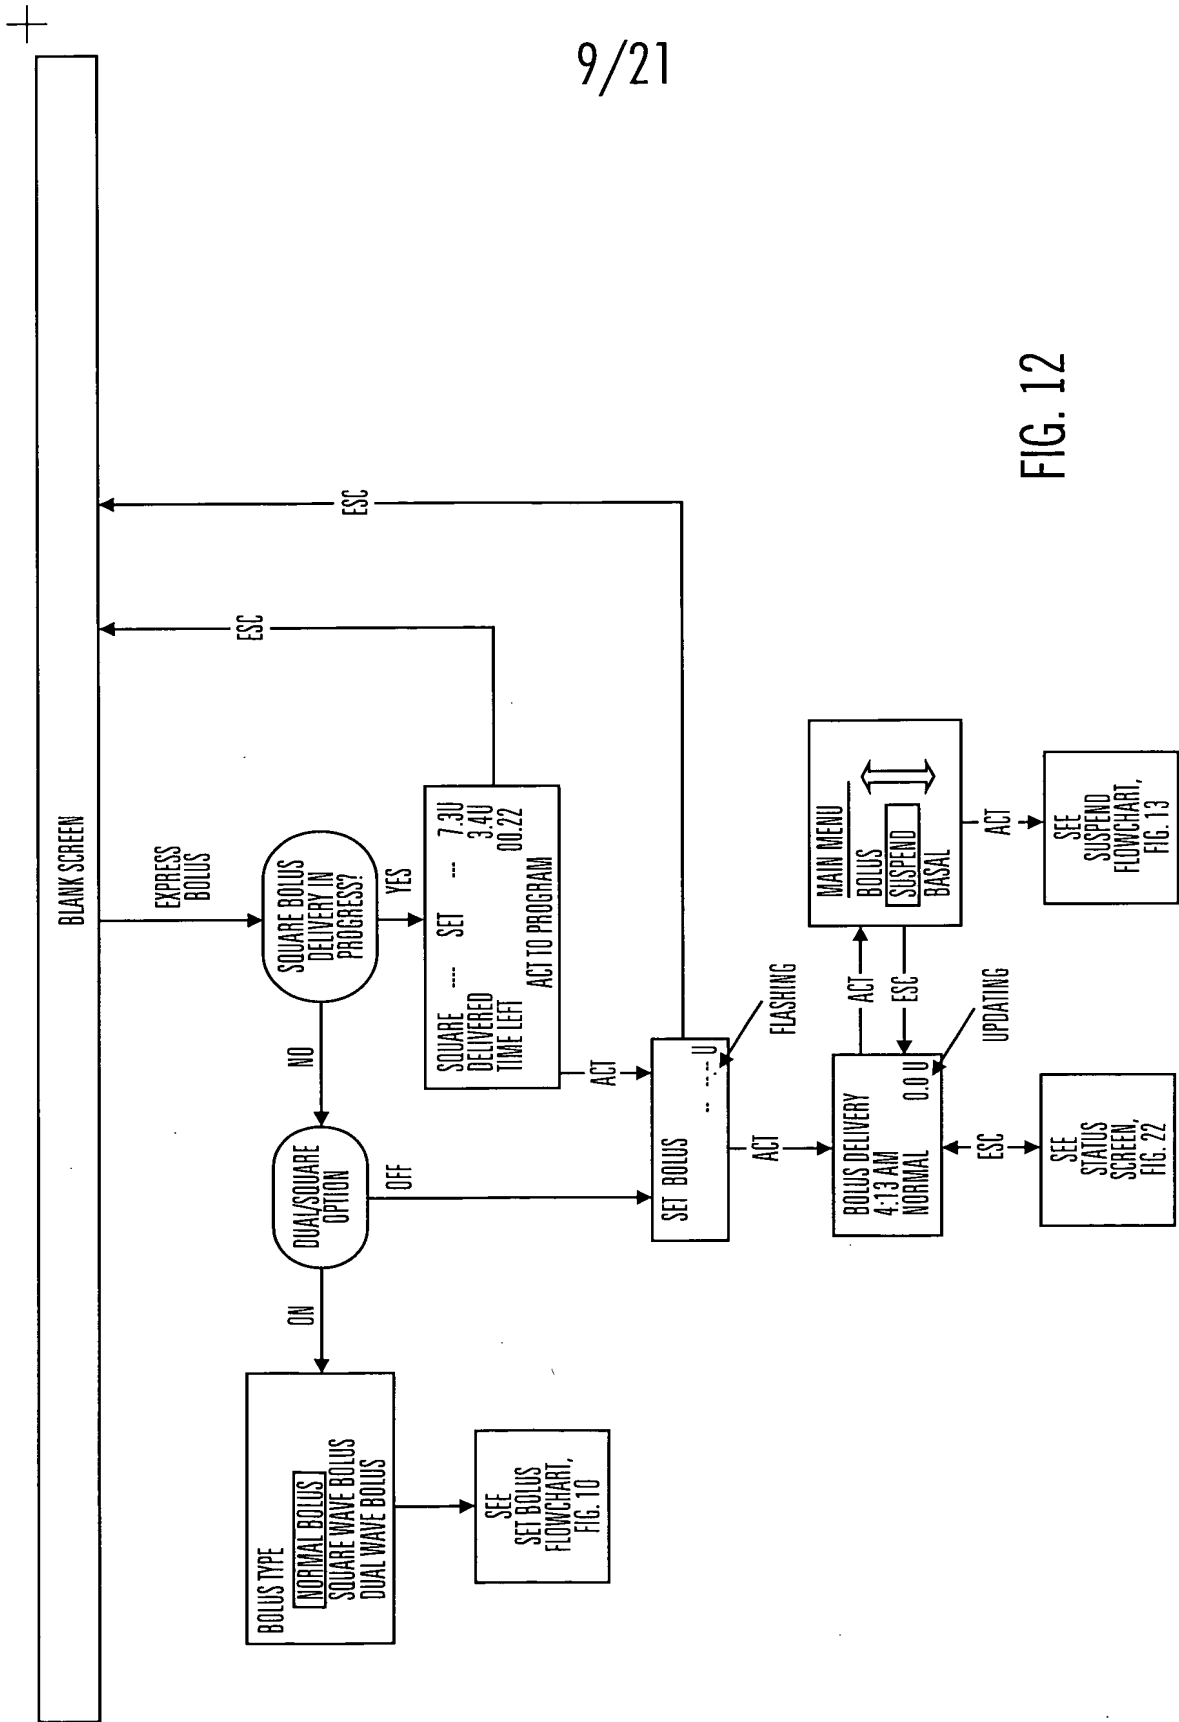 9/21
BLANK SCREEN
EXPRESS
BOLUS
SQUARE BOLUS
DELIVERY IN
PROGRESS?
NO
YES
DUAL/SQUARE
OPTION
ON
OFF
BOLUS TYPE
NORMAL BOLUS
SQUARE WAVE BOLUS
DUAL WAVE BOLUS
SEE
SET BOLUS
FLOWCHART,
FIG. 10
SQUARE ---- SET --- 7.3U
DELIVERED 3.4U
TIME LEFT 00.22
ACT TO PROGRAM
ESC
ESC
ACT
SET BOLUS -- --.-- U
FLASHING
ACT
BOLUS DELIVERY
4:13 AM
NORMAL 0.0 U
UPDATING
ESC
SEE
STATUS
SCREEN,
FIG. 22
ACT
ESC
MAIN MENU
BOLUS
SUSPEND
BASAL
ACT
SEE
SUSPEND
FLOWCHART,
FIG. 13
FIG. 12